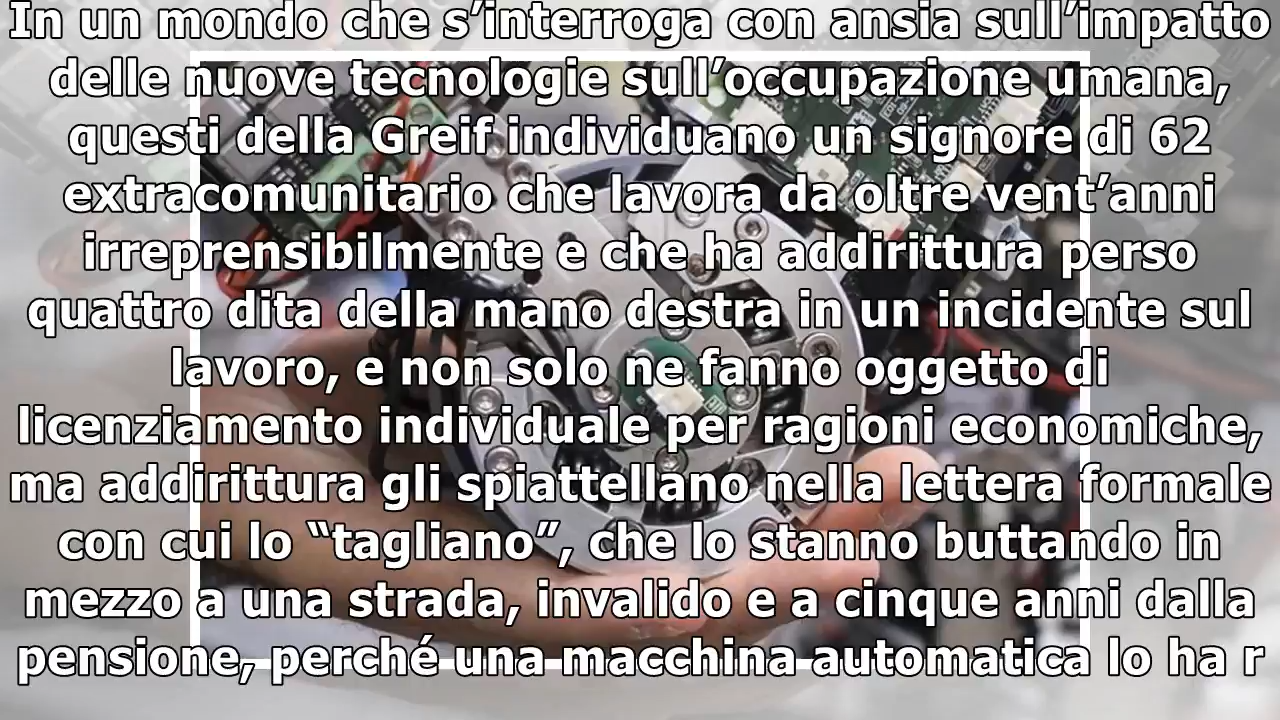 In un mondo che s’interroga con ansia sull’impatto
delle nuove tecnologie sull’occupazione umana,
questi della Greif individuano un signore di 62
extracomunitario che lavora da oltre vent’anni
irreprensibilmente e che ha addirittura perso
quattro dita della mano destra in un incidente sul
lavoro, e non solo ne fanno oggetto di
licenziamento individuale per ragioni economiche,
ma addirittura gli spiattellano nella lettera formale
con cui lo “tagliano”, che lo stanno buttando in
mezzo a una strada, invalido e a cinque anni dalla
pensione, perché una macchina automatica lo ha r